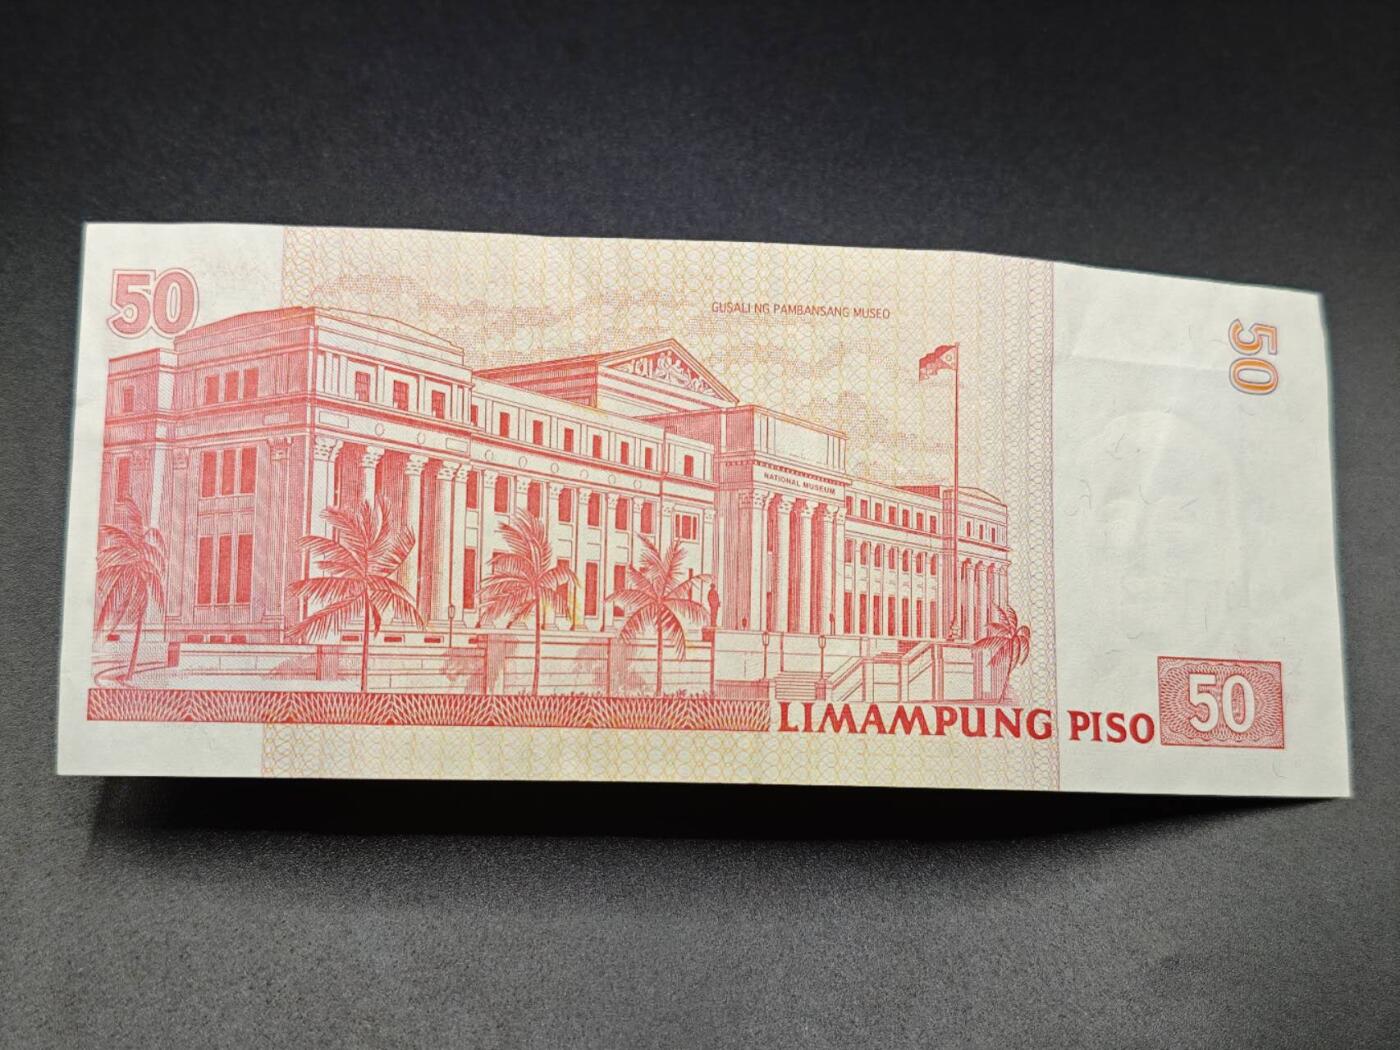 50
GUSALI NG PAMBANSANG MUSEO
50
NATIONAL MUSEUM
LIMAMPUNG PISO
50